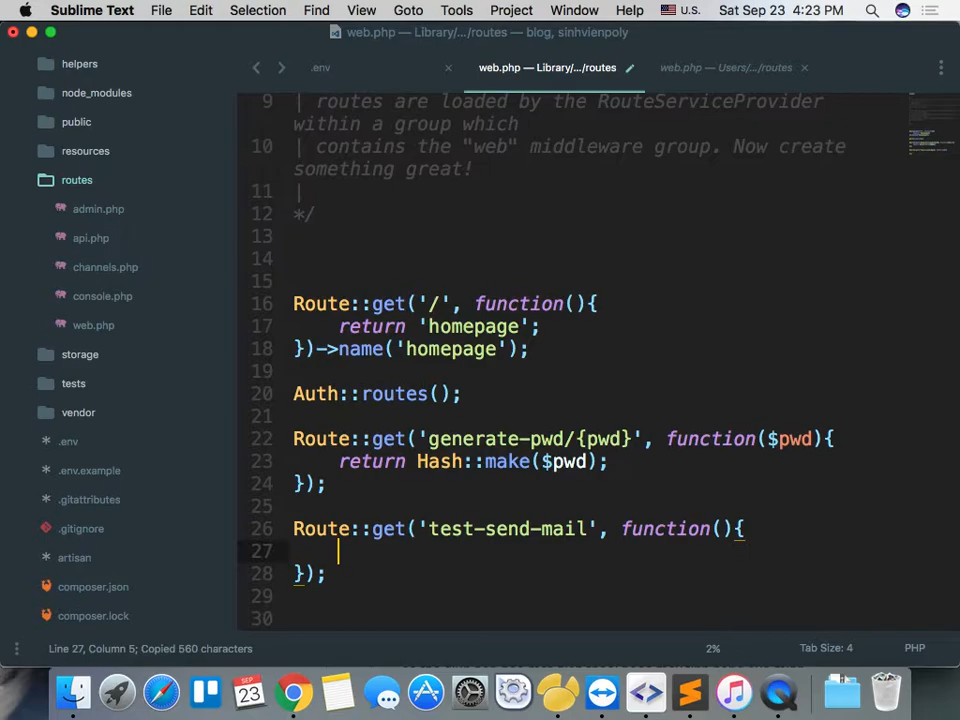 Sublime Text File Edit Selection Find View Goto Tools Project Window Help U.S. Sat Sep 23 4:23 PM
web.php — Library/.../routes — blog, sinhvienpoly
helpers
node_modules
public
resources
routes
admin.php
api.php
channels.php
console.php
web.php
storage
tests
vendor
.env
.env.example
.gitattributes
.gitignore
artisan
composer.json
composer.lock
.env
web.php — Library/.../routes
web.php — Users/.../routes
9 | routes are loaded by the RouteServiceProvider
within a group which
10 | contains the "web" middleware group. Now create
something great!
11 |
12 */
13
14
15
16 Route::get('/', function(){
17 return 'homepage';
18 })->name('homepage');
19
20 Auth::routes();
21
22 Route::get('generate-pwd/{pwd}', function($pwd){
23 return Hash::make($pwd);
24 });
25
26 Route::get('test-send-mail', function(){
27
28 });
29
30
Line 27, Column 5; Copied 560 characters
2%
Tab Size: 4
PHP
SEP
23